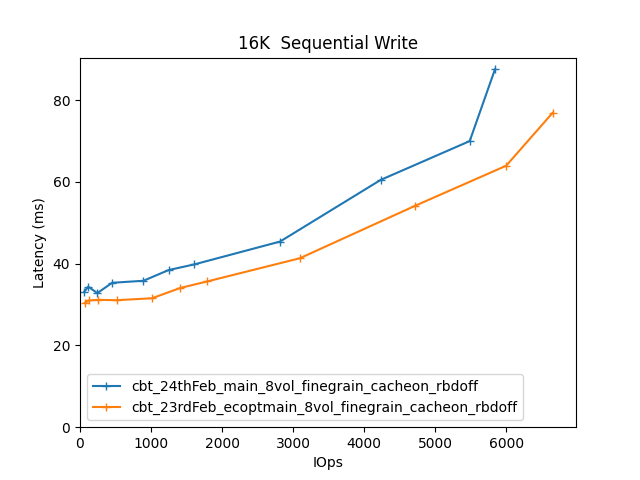 16K  Sequential Write
Latency (ms)
80
60
40
20
0
0 1000 2000 3000 4000 5000 6000
IOps
cbt_24thFeb_main_8vol_finegrain_cacheon_rbdoff
cbt_23rdFeb_ecoptmain_8vol_finegrain_cacheon_rbdoff